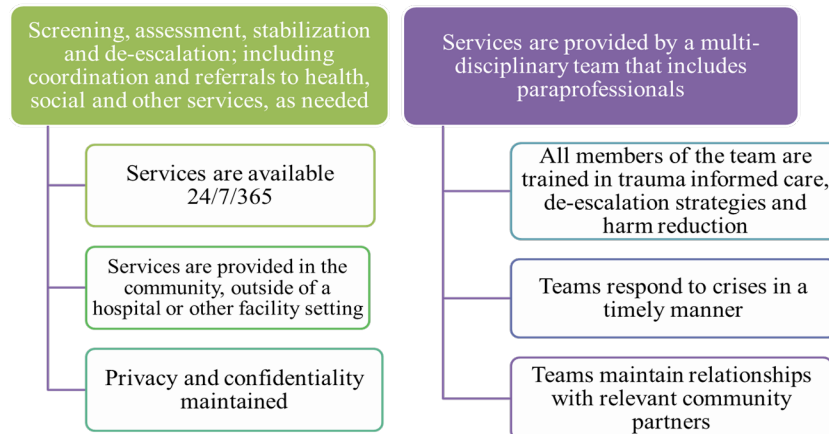 Screening, assessment, stabilization
and de-escalation; including
coordination and referrals to health,
social and other services, as needed
Services are available
24/7/365
Services are provided in the
community, outside of a
hospital or other facility setting
Privacy and confidentiality
maintained
Services are provided by a multi-
disciplinary team that includes
paraprofessionals
All members of the team are
trained in trauma informed care,
de-escalation strategies and
harm reduction
Teams respond to crises in a
timely manner
Teams maintain relationships
with relevant community
partners